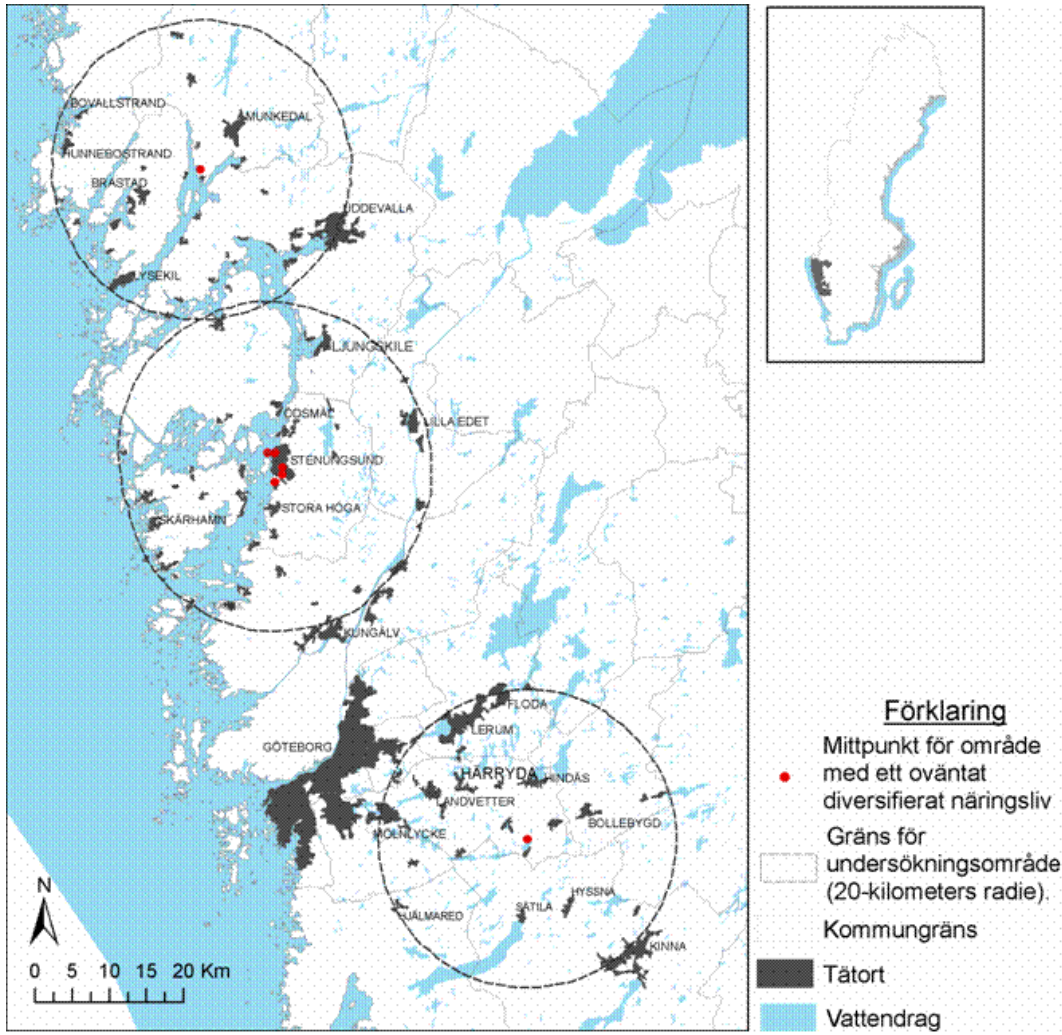 BOVALLSTRAND
MUNKEDAL
HUNNEBOSTRAND
BRASTAD
UDDEVALLA
LYSEKIL
LJUNGSKILE
LILLA EDET
STENUNGSUND
STORA HÖGA
SKÄRHAMN
KUNGÄLV
FLODA
LERUM
GÖTEBORG
HÄRRYDA
HINDÅS
LANDVETTER
BOLLEBYGD
MÖLNLYCKE
HYSSNA
HJÄLMARED
SÄTILA
KINNA
N
0 5 10 15 20 Km
Förklaring
Mittpunkt för område
med ett oväntat
diversifierat näringsliv
Gräns för
undersökningsområde
(20-kilometers radie).
Kommungräns
Tätort
Vattendrag